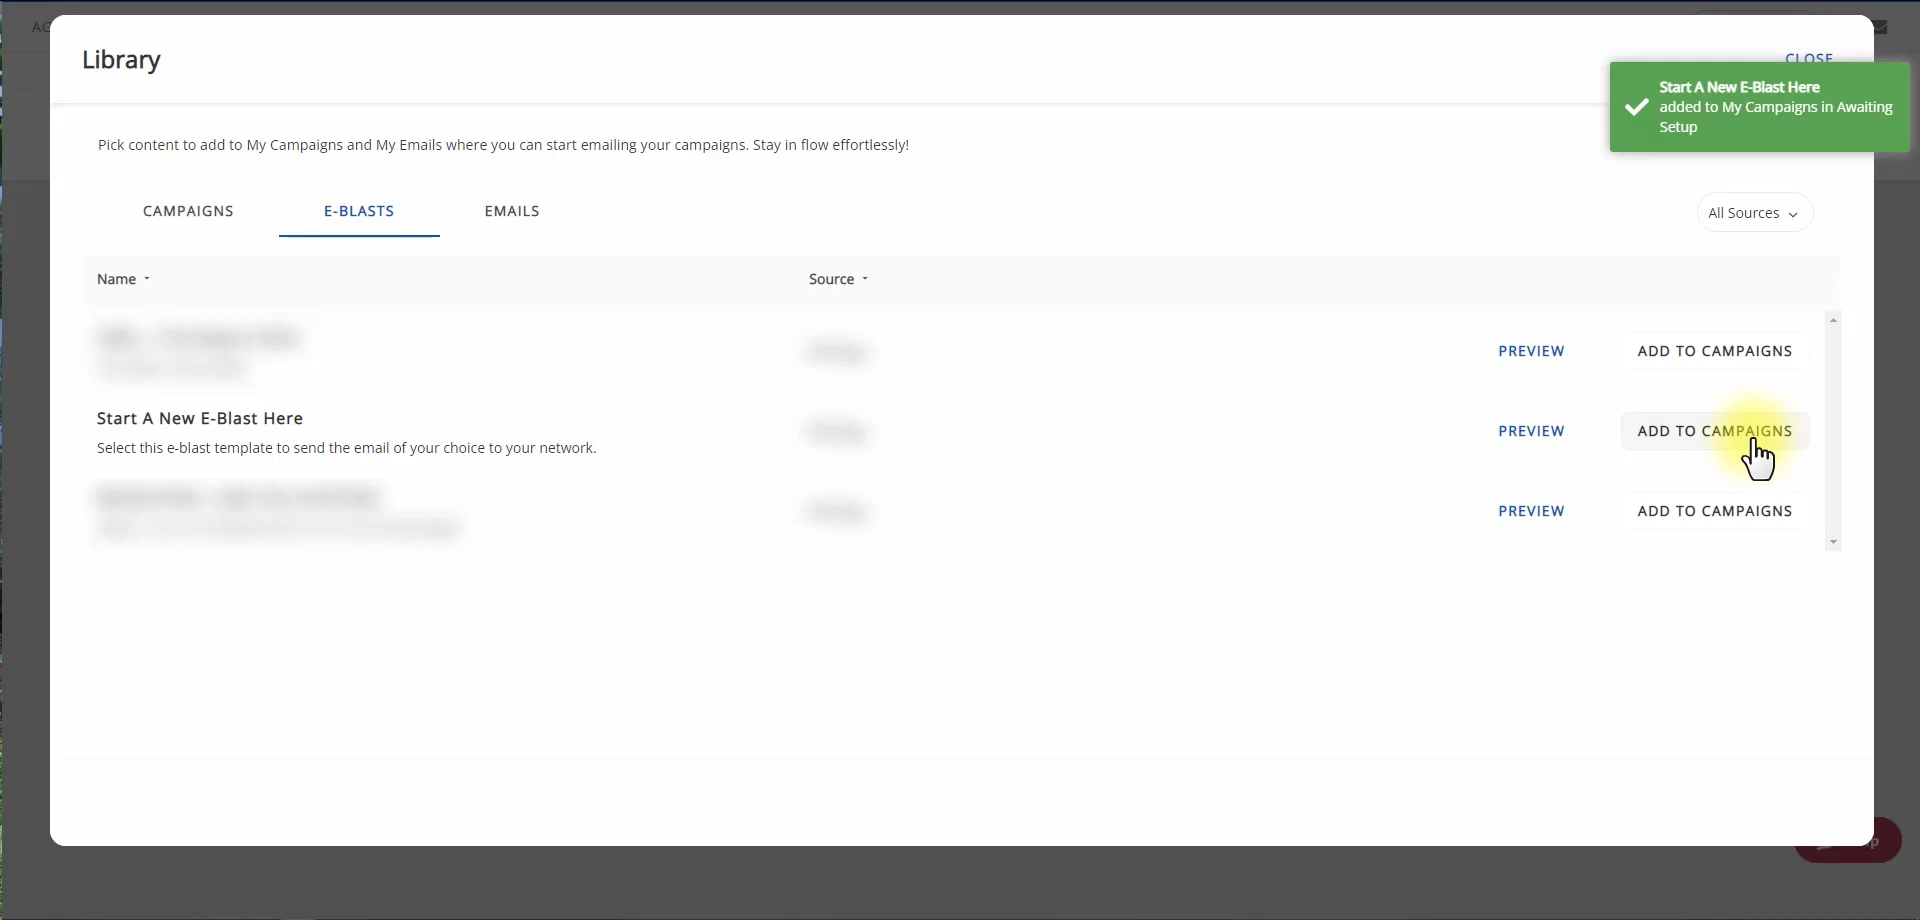 AG
Library
CLOSE
Start A New E-Blast Here
added to My Campaigns in Awaiting
Setup
Pick content to add to My Campaigns and My Emails where you can start emailing your campaigns. Stay in flow effortlessly!
CAMPAIGNS
E-BLASTS
EMAILS
All Sources
Name
Source
PREVIEW
ADD TO CAMPAIGNS
Start A New E-Blast Here
Select this e-blast template to send the email of your choice to your network.
PREVIEW
ADD TO CAMPAIGNS
PREVIEW
ADD TO CAMPAIGNS